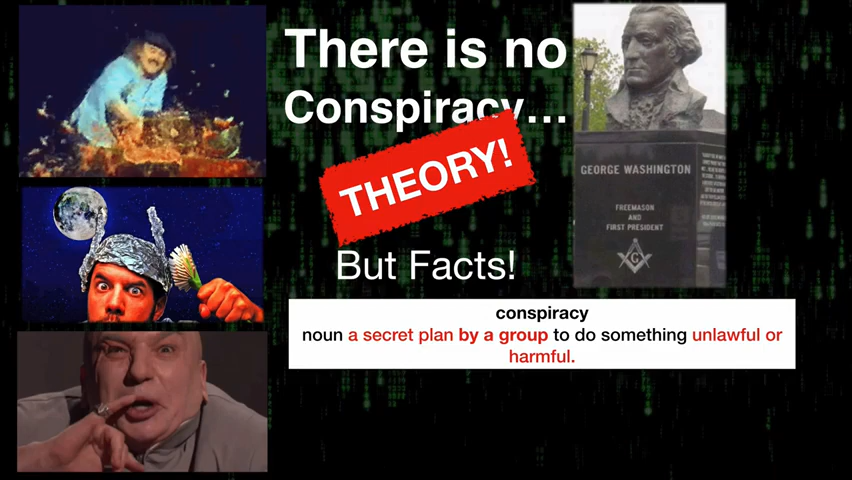 There is no
Conspiracy...
THEORY!
But Facts!
GEORGE WASHINGTON
FREEMASON
AND
FIRST PRESIDENT
G
conspiracy
noun a secret plan by a group to do something unlawful or
harmful.